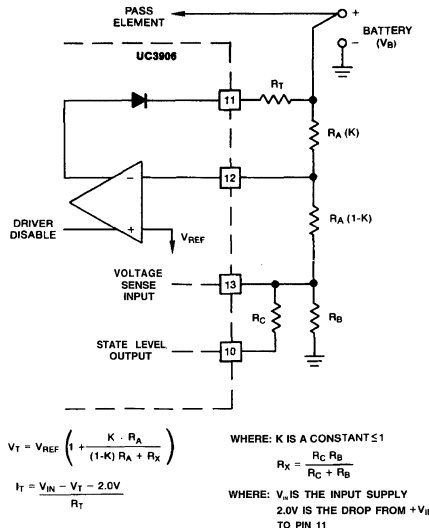 PASS
ELEMENT
+
BATTERY
(VB)
–
UC3906
11
RT
RA (K)
12
–
RA (1-K)
DRIVER
DISABLE
+
VREF
VOLTAGE
SENSE
INPUT
13
RC
RB
STATE LEVEL
OUTPUT
10
VT = VREF (1 + K · RA / (1-K) RA + RX)
IT = VIN – VT – 2.0V / RT
WHERE: K IS A CONSTANT ≤ 1
RX = RC RB / RC + RB
WHERE: VIN IS THE INPUT SUPPLY
2.0V IS THE DROP FROM +VI
TO PIN 11